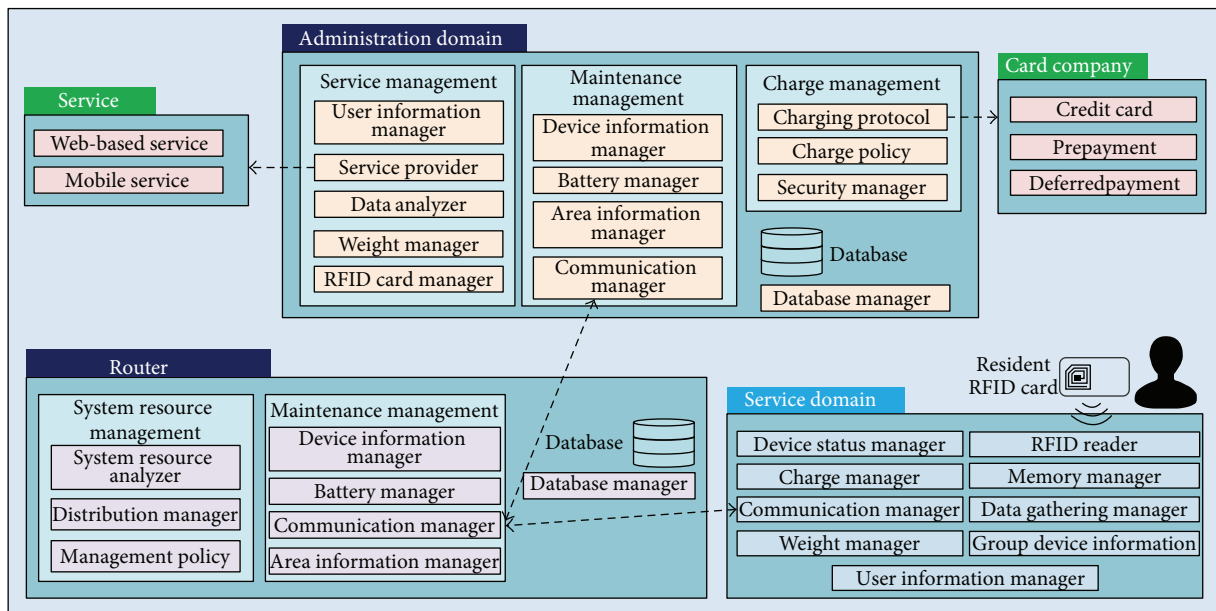 Administration domain
Service management
User information
manager
Service provider
Data analyzer
Weight manager
RFID card manager
Maintenance
management
Device information
manager
Battery manager
Area information
manager
Communication
manager
Charge management
Charging protocol
Charge policy
Security manager
Database
Database manager
Service
Web-based service
Mobile service
Card company
Credit card
Prepayment
Deferredpayment
Router
System resource
management
System resource
analyzer
Distribution manager
Management policy
Maintenance management
Device information
manager
Battery manager
Communication manager
Area information manager
Database
Database manager
Resident
RFID card
Service domain
Device status manager
Charge manager
Communication manager
Weight manager
RFID reader
Memory manager
Data gathering manager
Group device information
User information manager